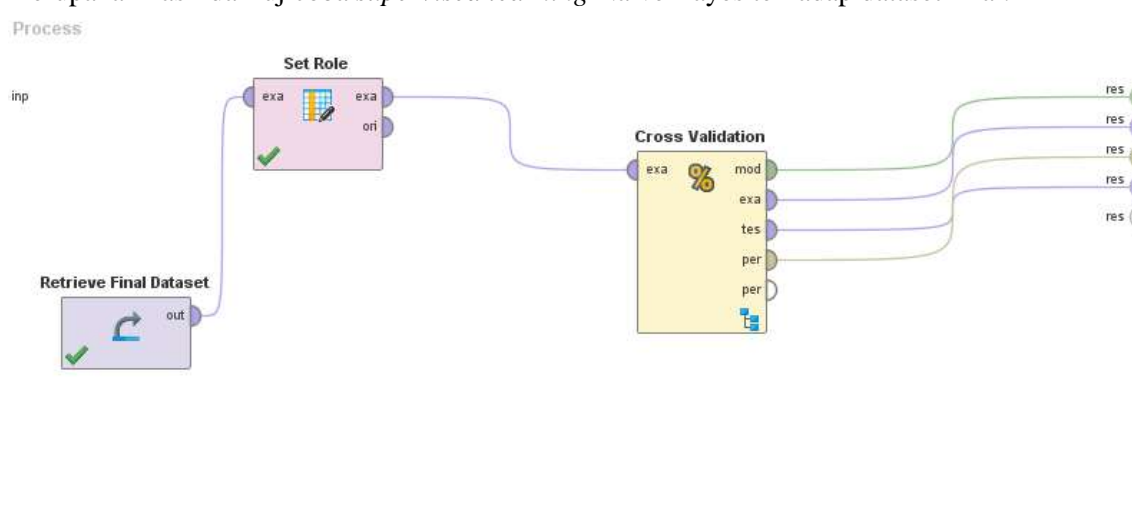 Process
Set Role
inp
exa
exa
ori
res
res
res
res
res
Cross Validation
exa
mod
exa
tes
per
per
%
Retrieve Final Dataset
out